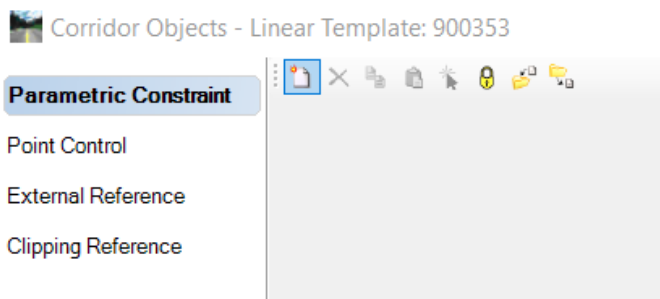 Corridor Objects - Linear Template: 900353
Parametric Constraint
Point Control
External Reference
Clipping Reference